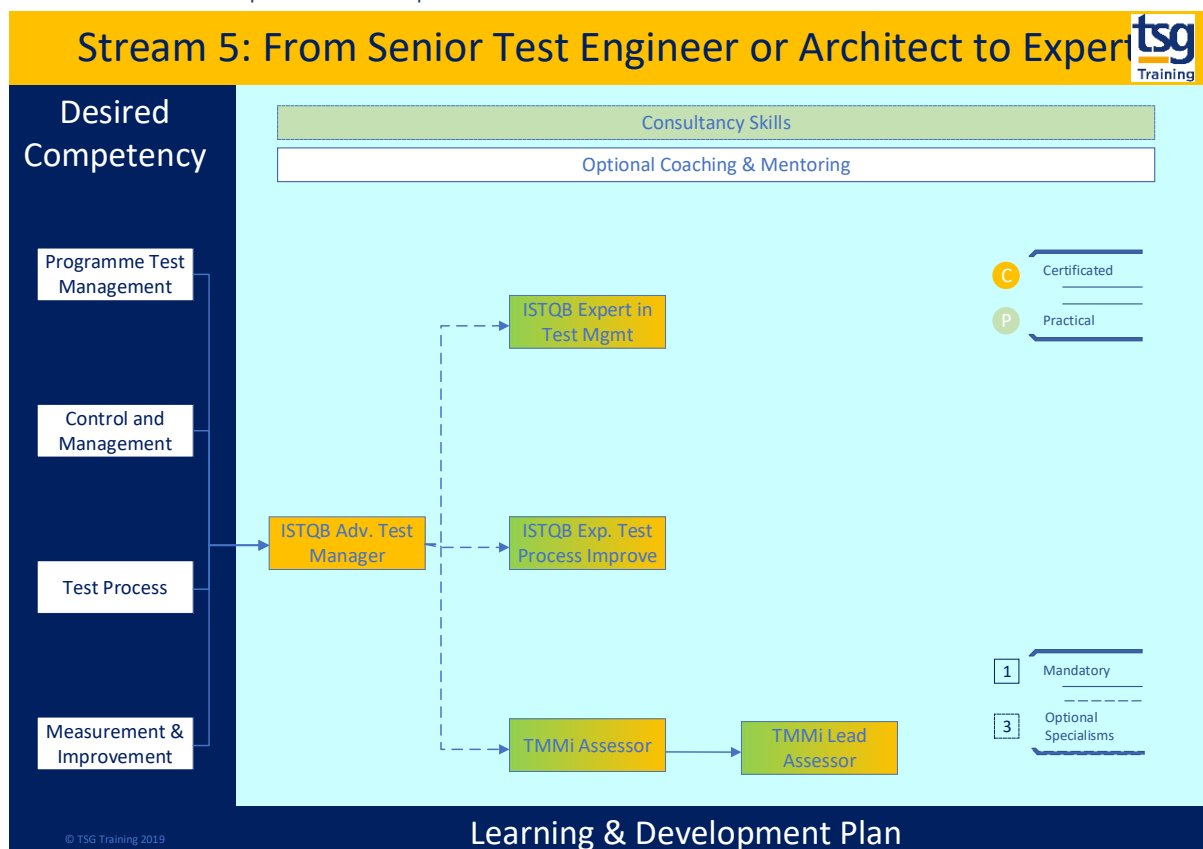 Stream 5: From Senior Test Engineer or Architect to Expert
tsg
Training
Desired
Competency
Consultancy Skills
Optional Coaching & Mentoring
Programme Test
Management
Control and
Management
Test Process
Measurement &
Improvement
ISTQB Adv. Test
Manager
ISTQB Expert in
Test Mgmt
ISTQB Exp. Test
Process Improve
TMMi Assessor
TMMi Lead
Assessor
C
Certificated
P
Practical
1
Mandatory
3
Optional
Specialisms
© TSG Training 2019
Learning & Development Plan